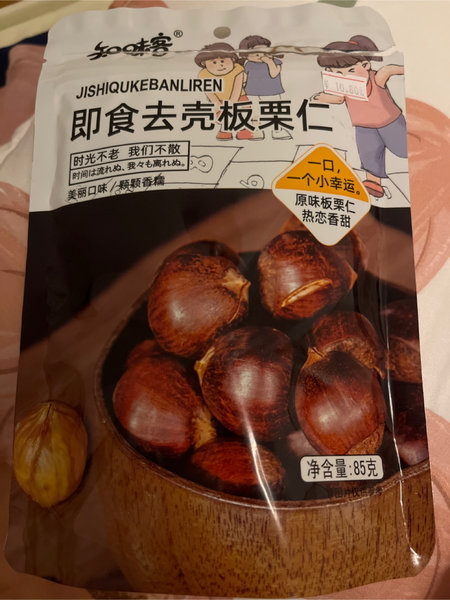 知味客®
¥ 10.80
JISHIQUKEBANLIREN
即食去壳板栗仁
时光不老 我们不散
时间は流れぬ、我々も离れぬ。
美丽口味/颗颗香糯
一口,
一个小幸运。
原味板栗仁
热恋香甜
净含量:85克